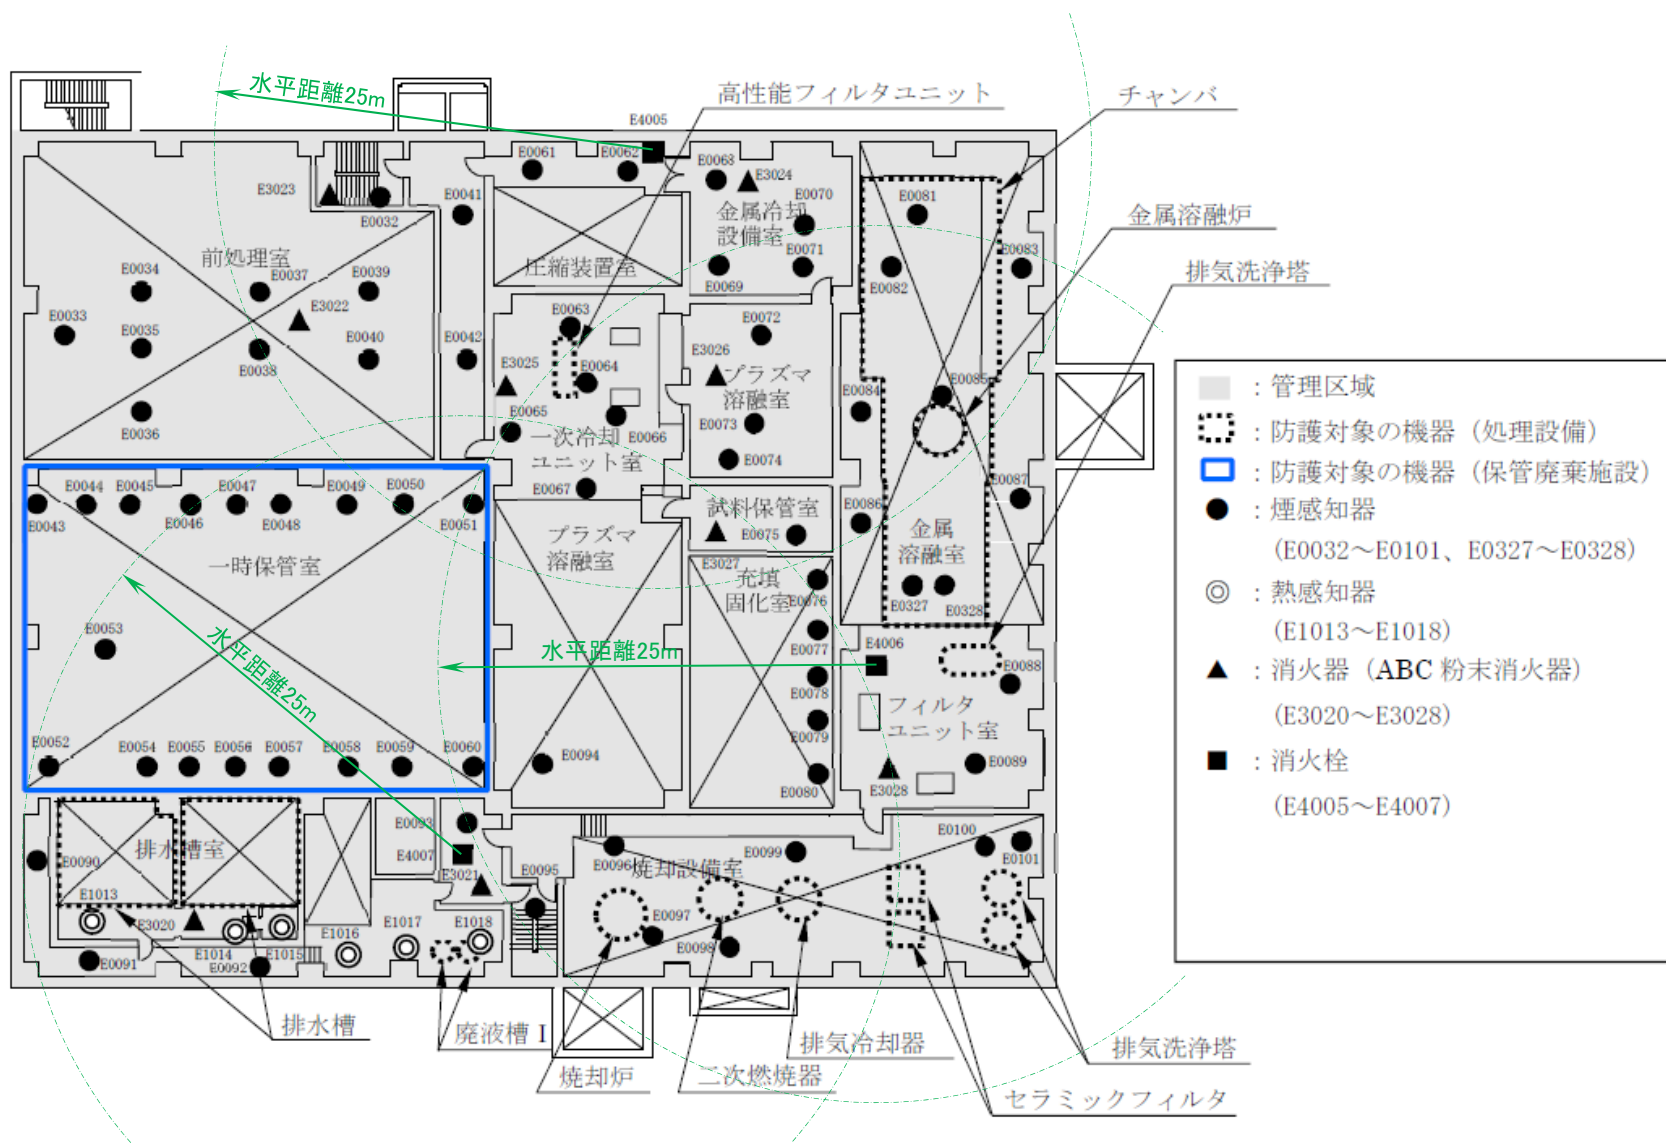 水平距離25m
高性能フィルタユニット
チャンバ
E4005
E0061
E0062
E0068
E3024
E3023
E0032
E0041
E0070
金属冷却
設備室
E0081
金属溶融炉
前処理室
圧縮装置室
E0071
E0069
E0083
E0082
排気洗浄塔
E0034
E0037
E0039
E3022
E0033
E0035
E0038
E0040
E0042
E0036
E0063
E3025
E0064
E0065
E0066
一次冷却
ユニット室
E0067
E0072
E3026
プラズマ
溶融室
E0073
E0074
E0084
E0085
E0086
E0087
: 管理区域
: 防護対象の機器（処理設備）
: 防護対象の機器（保管廃棄施設）
: 煙感知器
(E0032～E0101、E0327～E0328)
: 熱感知器
(E1013～E1018)
: 消火器（ABC 粉末消火器）
(E3020～E3028)
: 消火栓
(E4005～E4007)
E0043
E0044
E0045
E0046
E0047
E0048
E0049
E0050
E0051
一時保管室
プラズマ
溶融室
試料保管室
E0075
E3027
充填
固化室
E0076
金属
溶融室
E0327
E0328
E0053
水平距離25m
水平距離25m
E4006
E0077
E0078
E0079
E0080
E0088
フィルタ
ユニット室
E0089
E3028
E0052
E0054
E0055
E0056
E0057
E0058
E0059
E0060
E0094
E0093
E4007
E3021
E0095
排水槽室
E0090
E1013
E3020
E1014
E1015
E0091
E0092
E1016
E1017
E1018
E0096
焼却設備室
E0099
E0100
E0101
E0097
E0098
排水槽
廃液槽 I
焼却炉
二次燃焼器
排気冷却器
排気洗浄塔
セラミックフィルタ